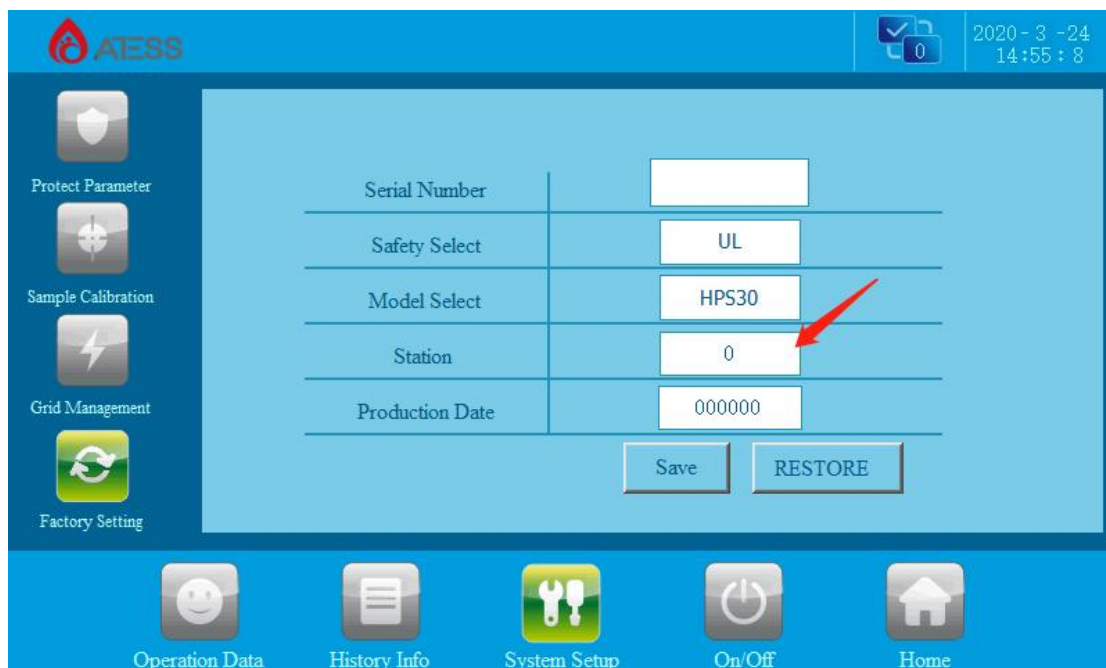 ATESS
0
2020-3-24
14:55:8
Protect Parameter
Sample Calibration
Grid Management
Factory Setting
Serial Number
Safety Select UL
Model Select HPS30
Station 0
Production Date 000000
Save RESTORE
Operation Data History Info System Setup On/Off Home